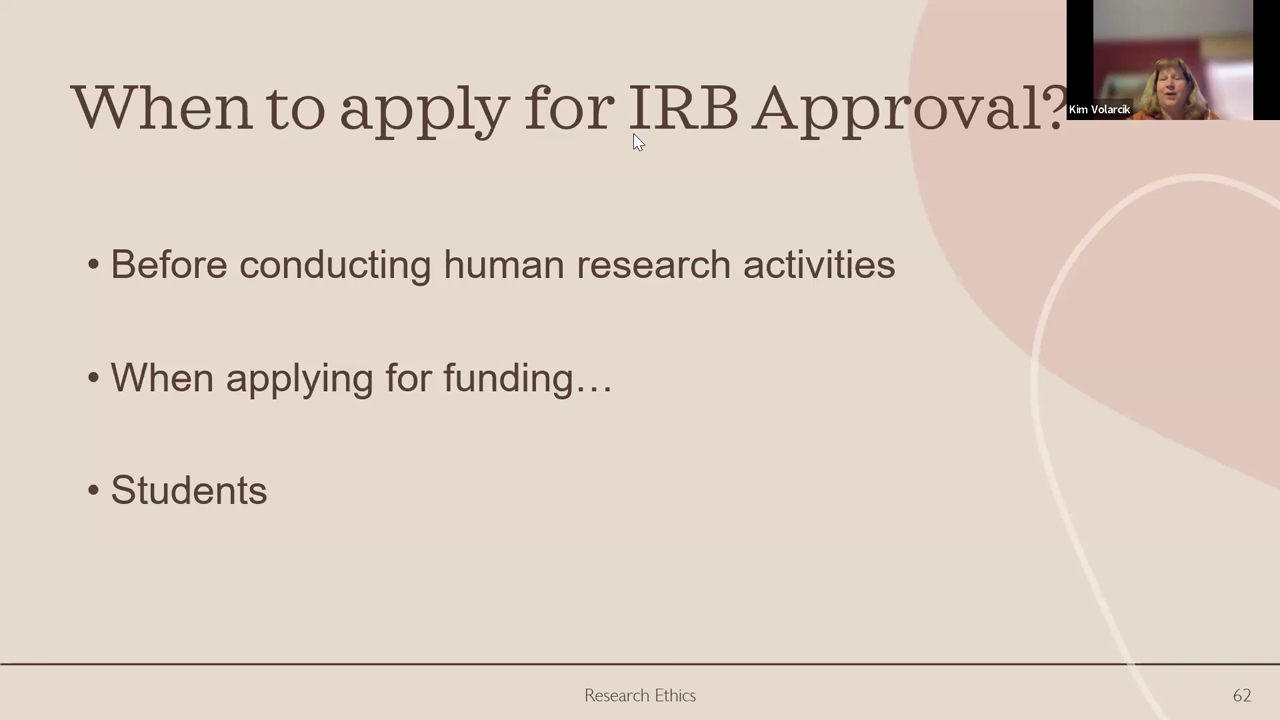 When to apply for IRB Approval?
Kim Volarcik
• Before conducting human research activities
• When applying for funding…
• Students
Research Ethics
62